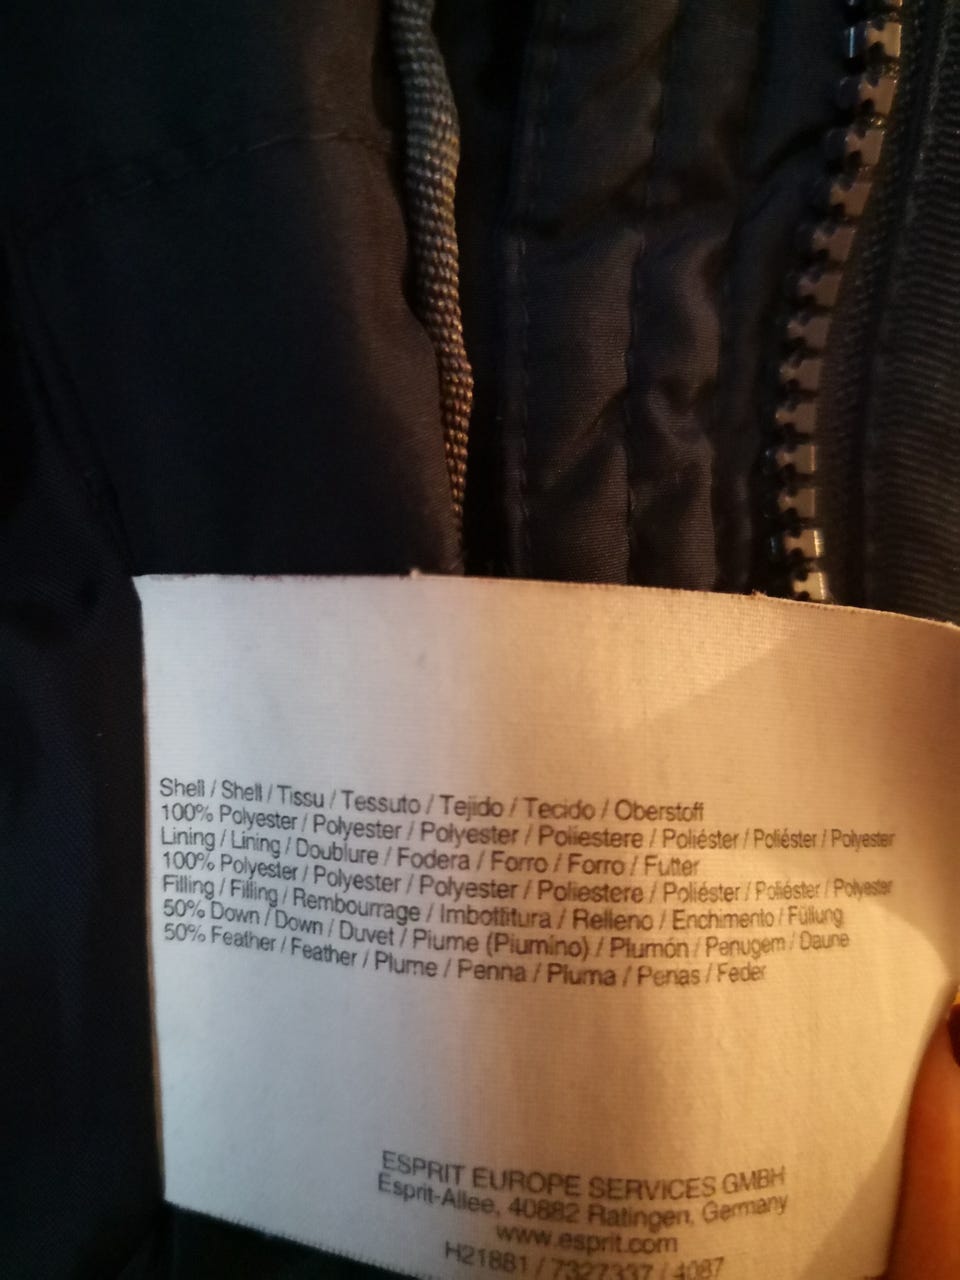 Shell / Shell / Tissu / Tessuto / Tejido / Tecido / Oberstoff
100% Polyester / Polyester / Polyester / Poliestere / Poliéster / Poliéster / Polyester
Lining / Lining / Doublure / Fodera / Forro / Forro / Futter
100% Polyester / Polyester / Polyester / Poliestere / Poliéster / Poliéster / Polyester
Filling / Filling / Rembourrage / Imbottitura / Relleno / Enchimento / Füllung
50% Down / Down / Duvet / Piume (Piumino) / Plumón / Penugem / Daune
50% Feather / Feather / Plume / Penna / Pluma / Penas / Feder
ESPRIT EUROPE SERVICES GMBH
Esprit-Allee, 40882 Ratingen, Germany
www.esprit.com
H21881 / 7327337 / 4087